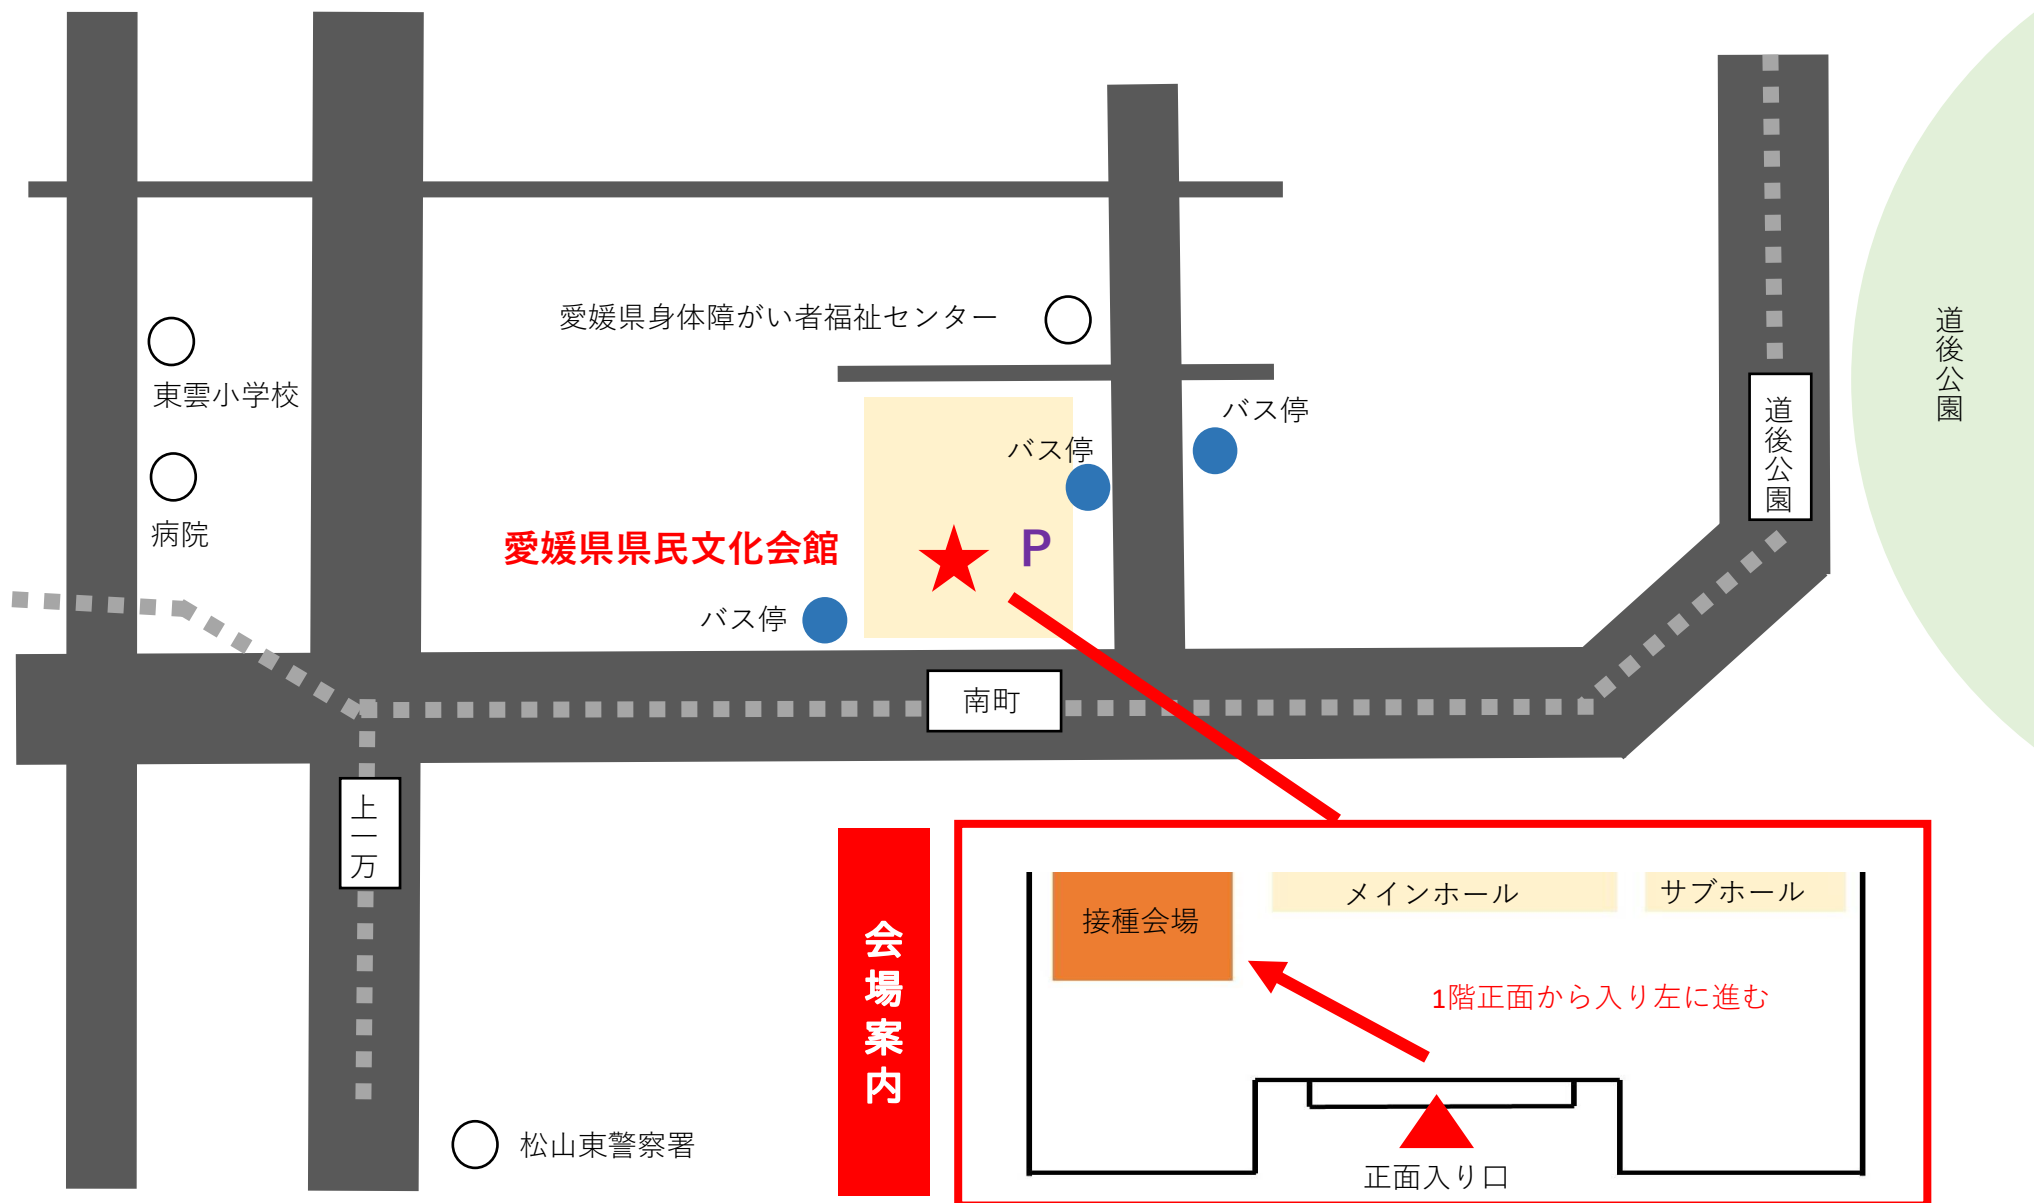 愛媛県身体障がい者福祉センター
道後公園
東雲小学校
バス停
道後公園
バス停
病院
愛媛県県民文化会館
P
バス停
南町
上一万
会場案内
接種会場
メインホール
サブホール
1階正面から入り左に進む
松山東警察署
正面入り口